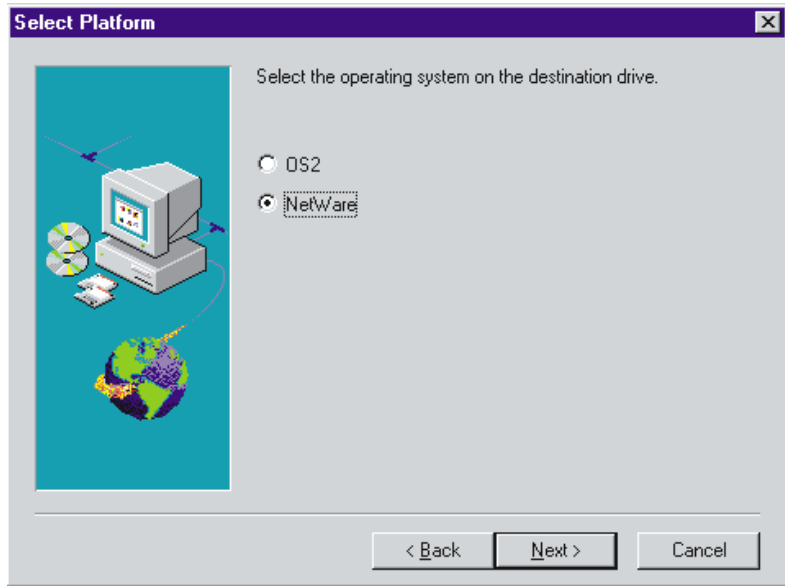 Select Platform
Select the operating system on the destination drive.
OS2
NetWare
< Back
Next >
Cancel